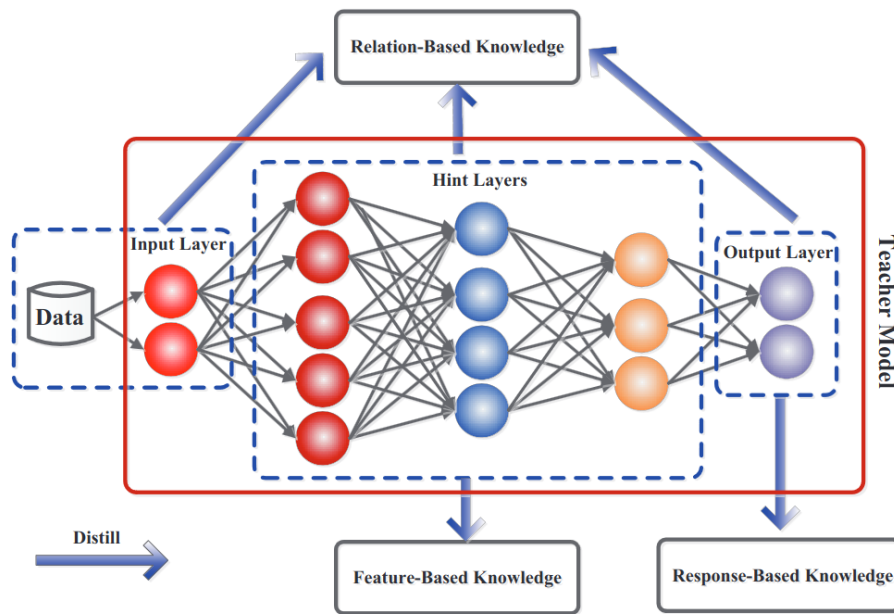 Relation-Based Knowledge
Hint Layers
Input Layer
Output Layer
Data
Teacher Model
Distill
Feature-Based Knowledge
Response-Based Knowledge